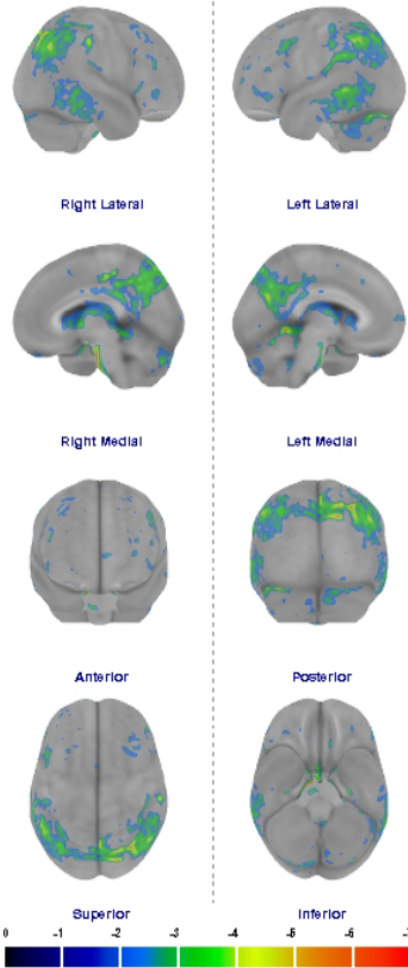 Right Lateral Left Lateral
Right Medial Left Medial
Anterior Posterior
Superior Inferior
0 -1 -2 -3 -4 -5 -6 -7